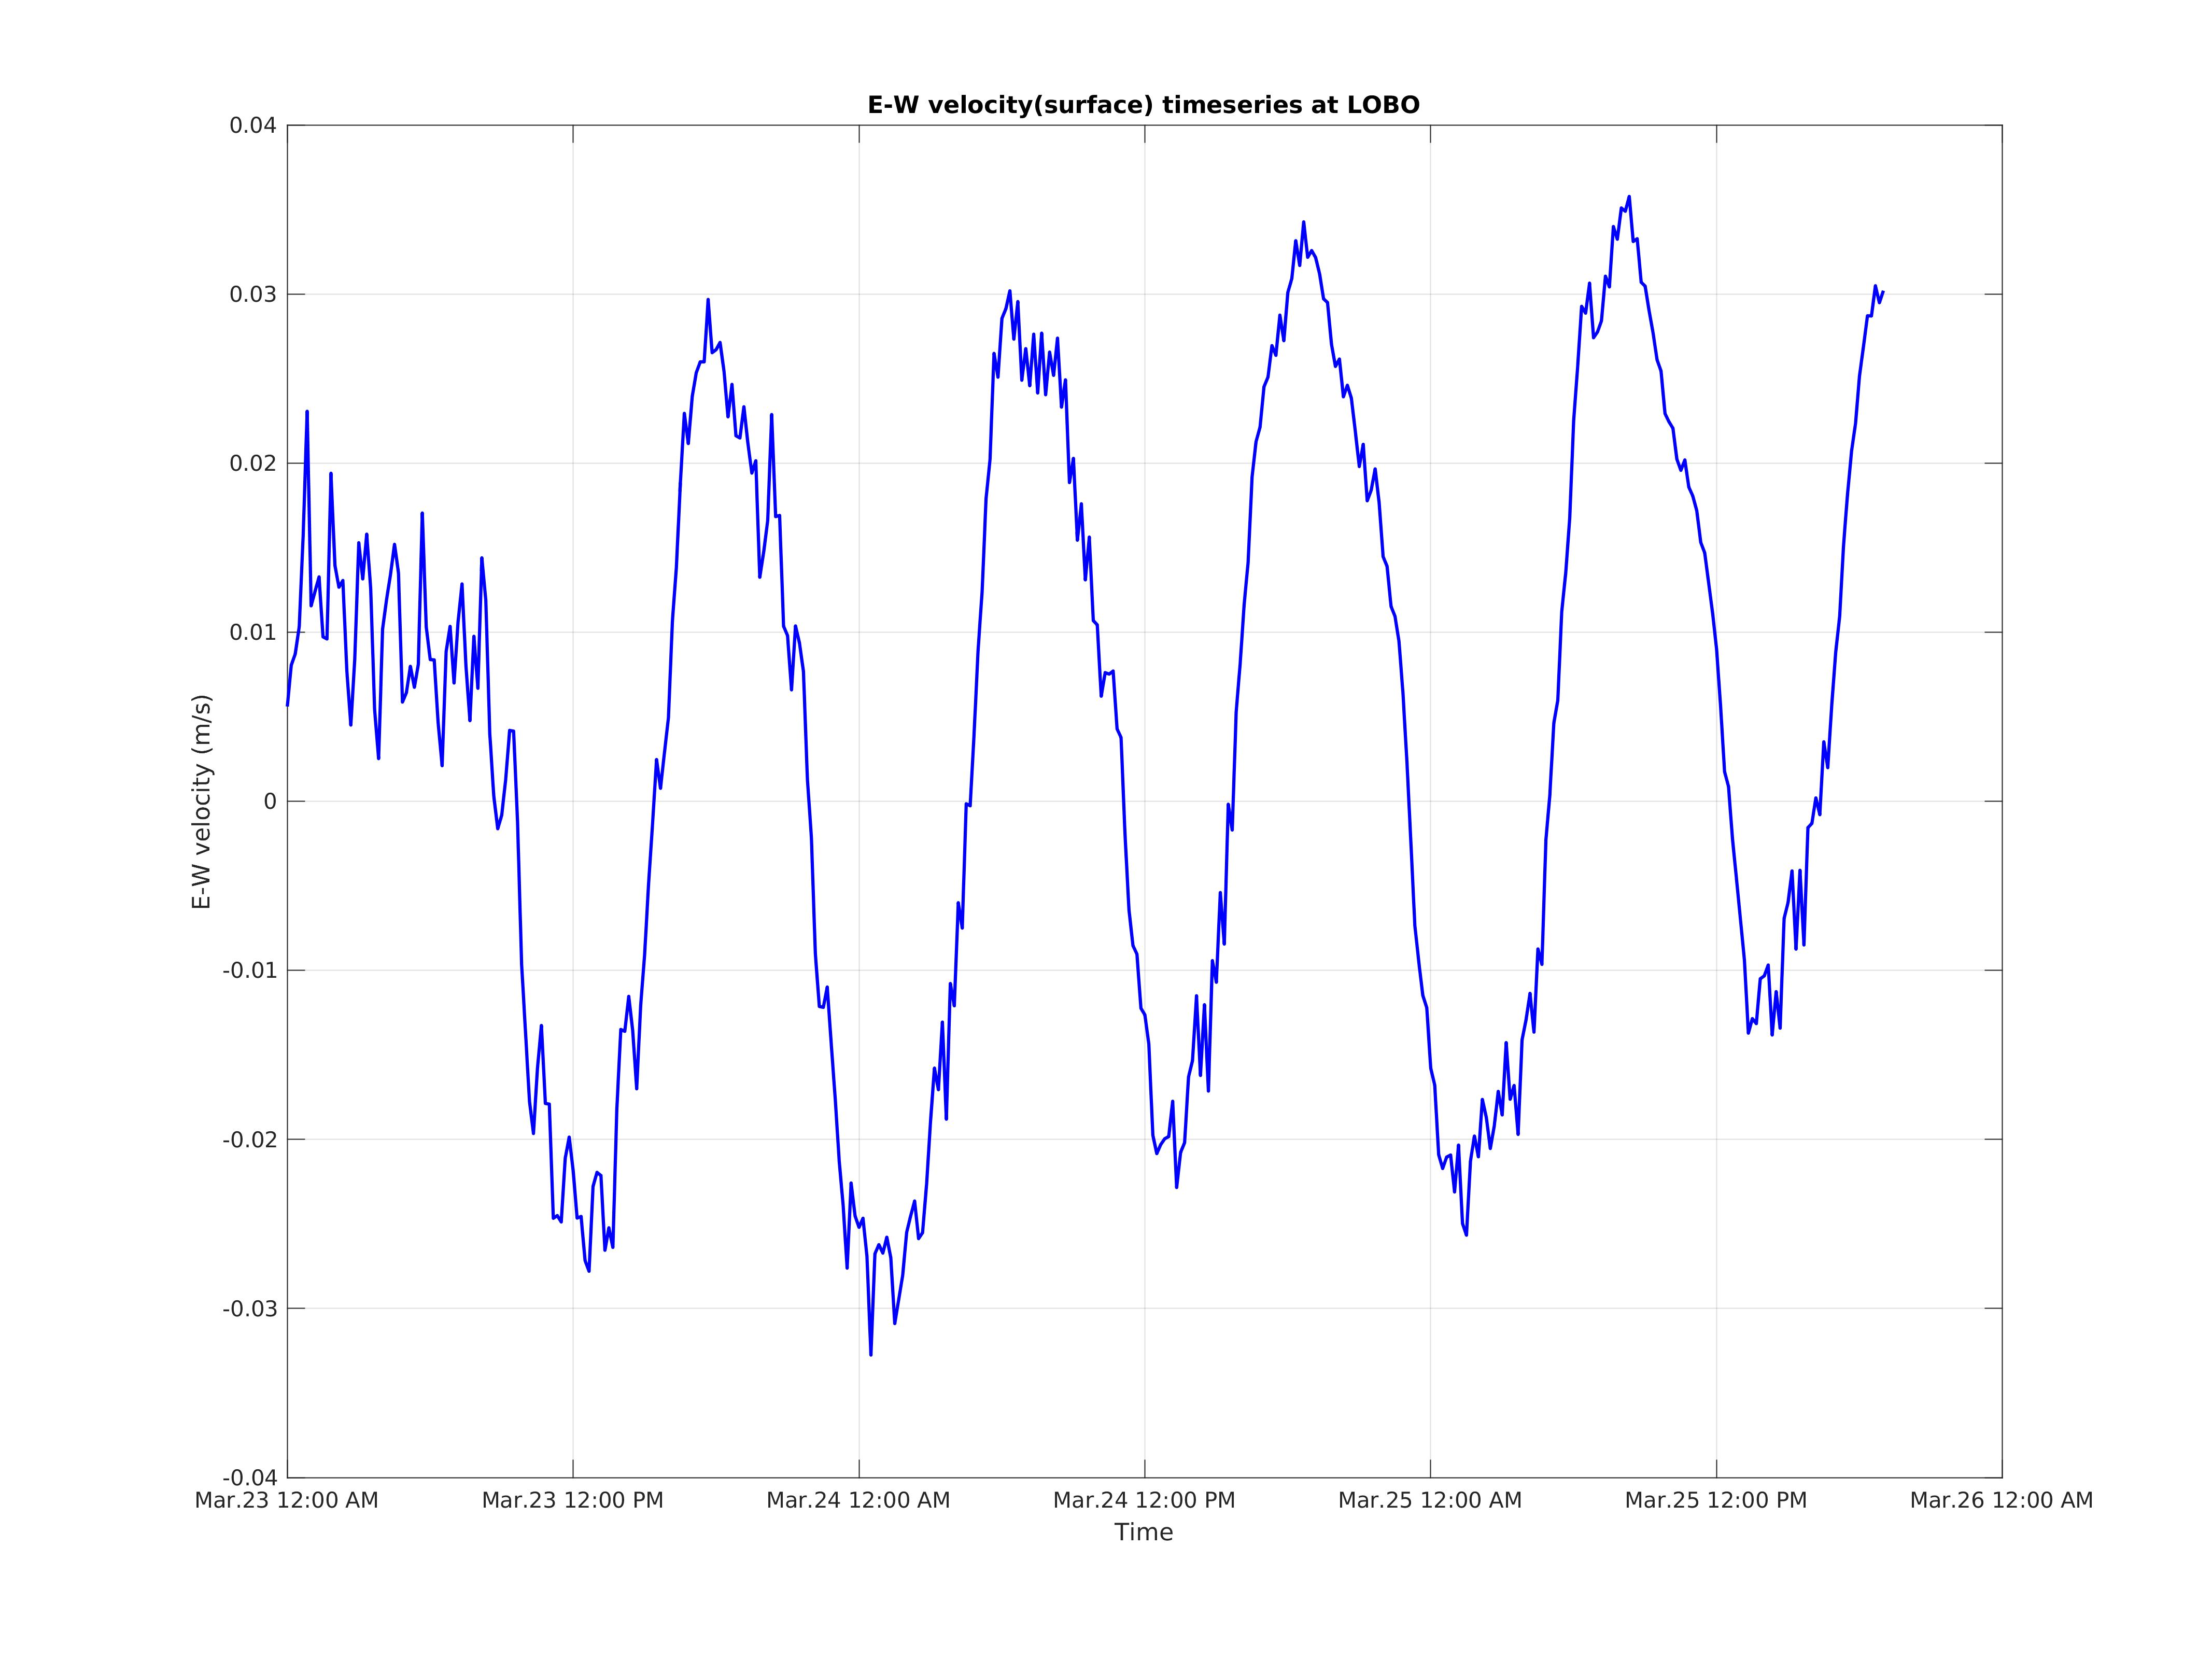 E-W velocity(surface) timeseries at LOBO
0.04
0.03
0.02
0.01
0
-0.01
-0.02
-0.03
-0.04
E-W velocity (m/s)
Mar.23 12:00 AM
Mar.23 12:00 PM
Mar.24 12:00 AM
Mar.24 12:00 PM
Mar.25 12:00 AM
Mar.25 12:00 PM
Mar.26 12:00 AM
Time